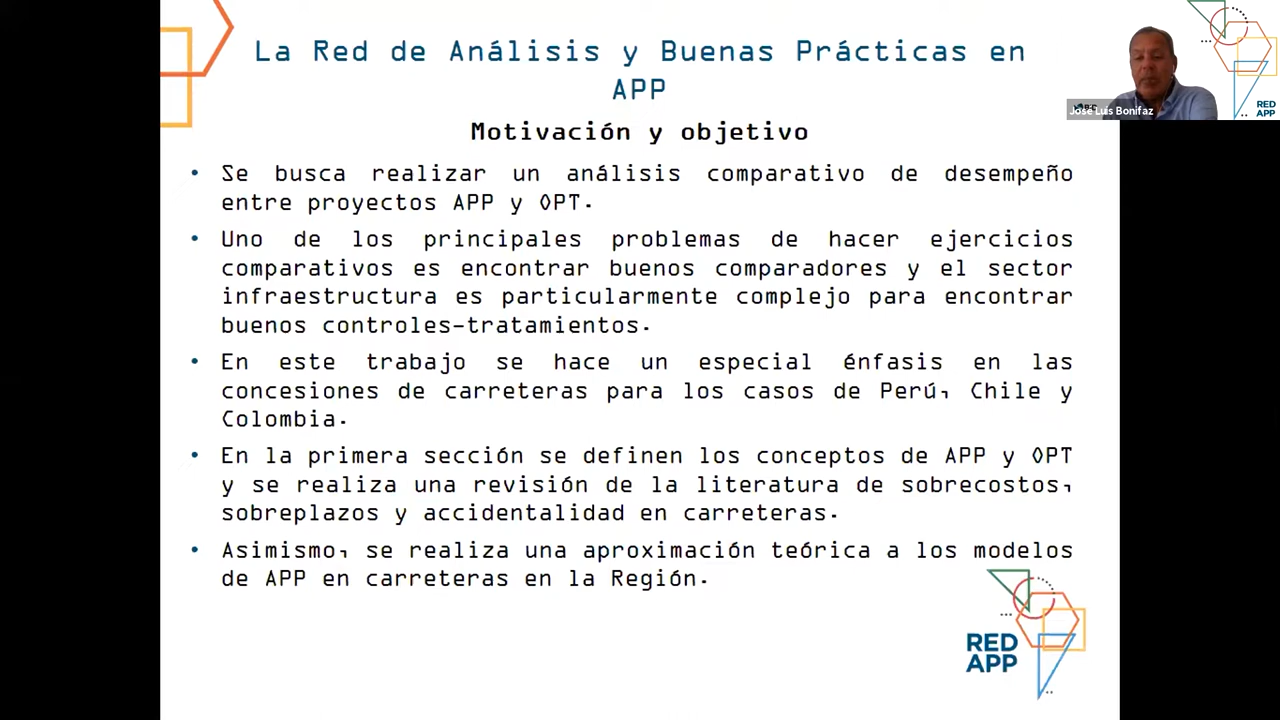 La Red de Análisis y Buenas Prácticas en
APP
Motivación y objetivo
• Se busca realizar un análisis comparativo de desempeño
entre proyectos APP y OPT.
• Uno de los principales problemas de hacer ejercicios
comparativos es encontrar buenos comparadores y el sector
infraestructura es particularmente complejo para encontrar
buenos controles-tratamientos.
• En este trabajo se hace un especial énfasis en las
concesiones de carreteras para los casos de Perú, Chile y
Colombia.
• En la primera sección se definen los conceptos de APP y OPT
y se realiza una revisión de la literatura de sobrecostos,
sobreplazos y accidentalidad en carreteras.
• Asimismo, se realiza una aproximación teórica a los modelos
de APP en carreteras en la Región.
RED
APP
José Luis Bonifaz
RED
APP